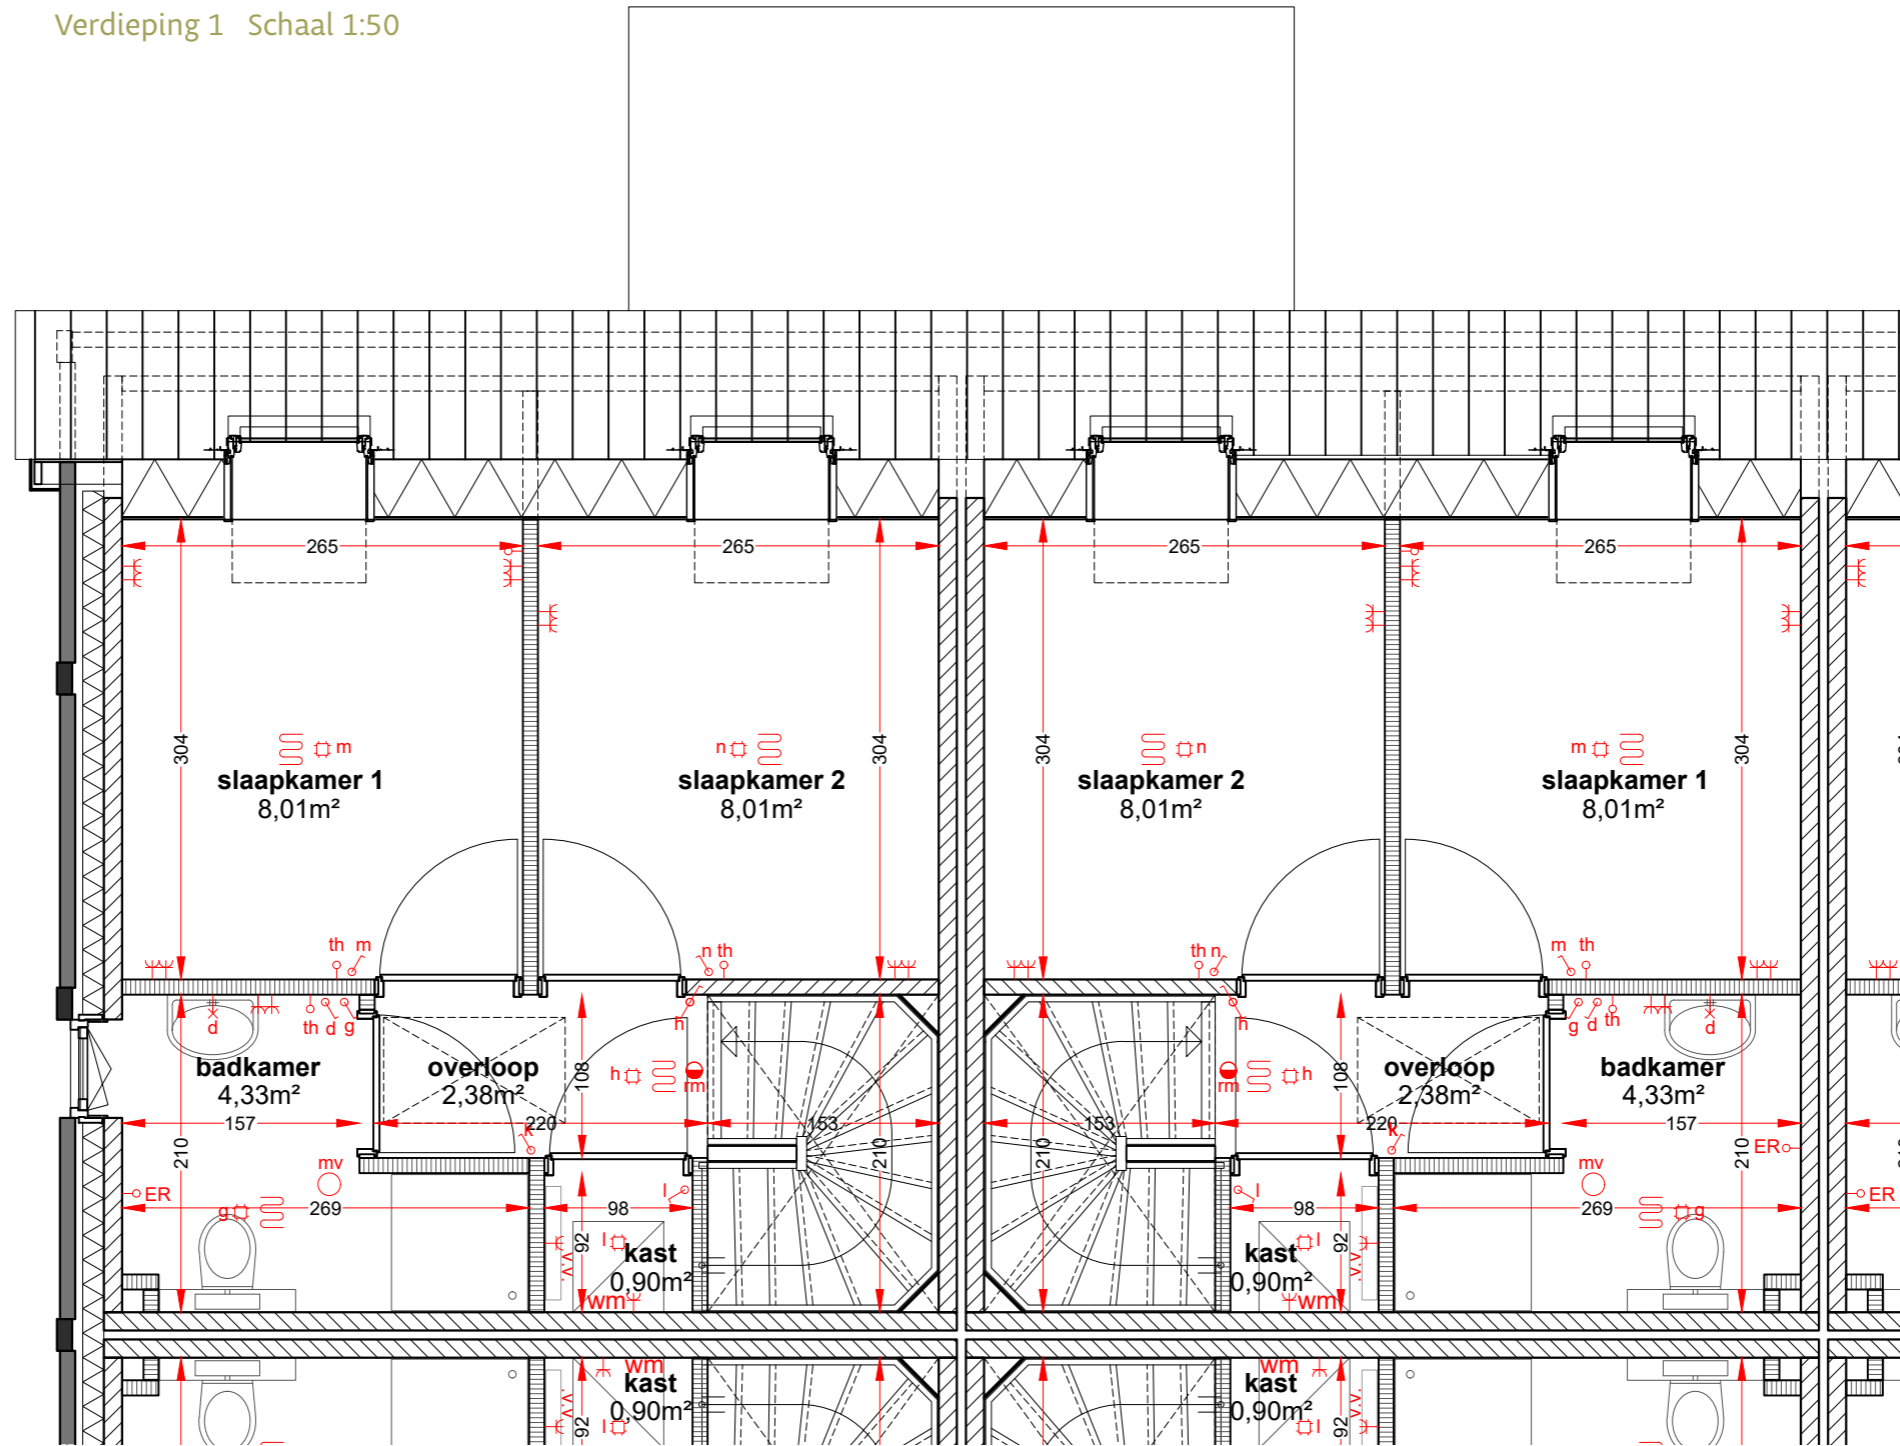 Verdieping 1 Schaal 1:50
265 265 265 265
304 304 304 304
m n n m
slaapkamer 1 slaapkamer 2 slaapkamer 2 slaapkamer 1
8,01m² 8,01m² 8,01m² 8,01m²
th m n th th n m th
d th d g h h g d th d
badkamer overloop h rm rm h overloop badkamer
4,33m² 2,38m² 108 108 2,38m² 4,33m²
157 220 153 153 220 157
210 k 210 210 k 210 ER
mv mv
ER l l ER
g 269 98 98 269 g
92 l kast kast l 92
v.v. 0,90m² 0,90m² v.v.
wm wm
wm wm
kast kast
v.v. 0,90m² 0,90m² v.v.
92 l l 92